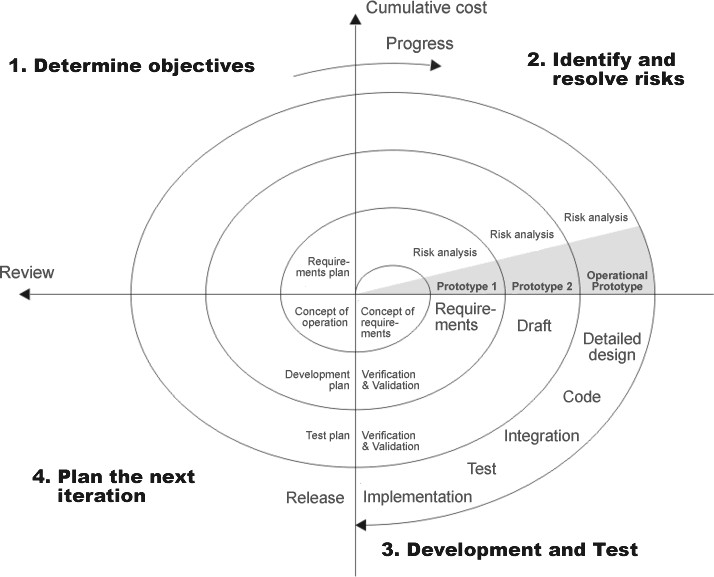 Cumulative cost
Progress
1. Determine objectives
2. Identify and
resolve risks
Risk analysis
Risk analysis
Risk analysis
Require-
ments plan
Review
Prototype 1
Prototype 2
Operational
Prototype
Concept of
operation
Concept of
require-
ments
Require-
ments
Draft
Detailed
design
Development
plan
Verification
& Validation
Code
Test plan
Verification
& Validation
Integration
Test
4. Plan the next
iteration
Release
Implementation
3. Development and Test